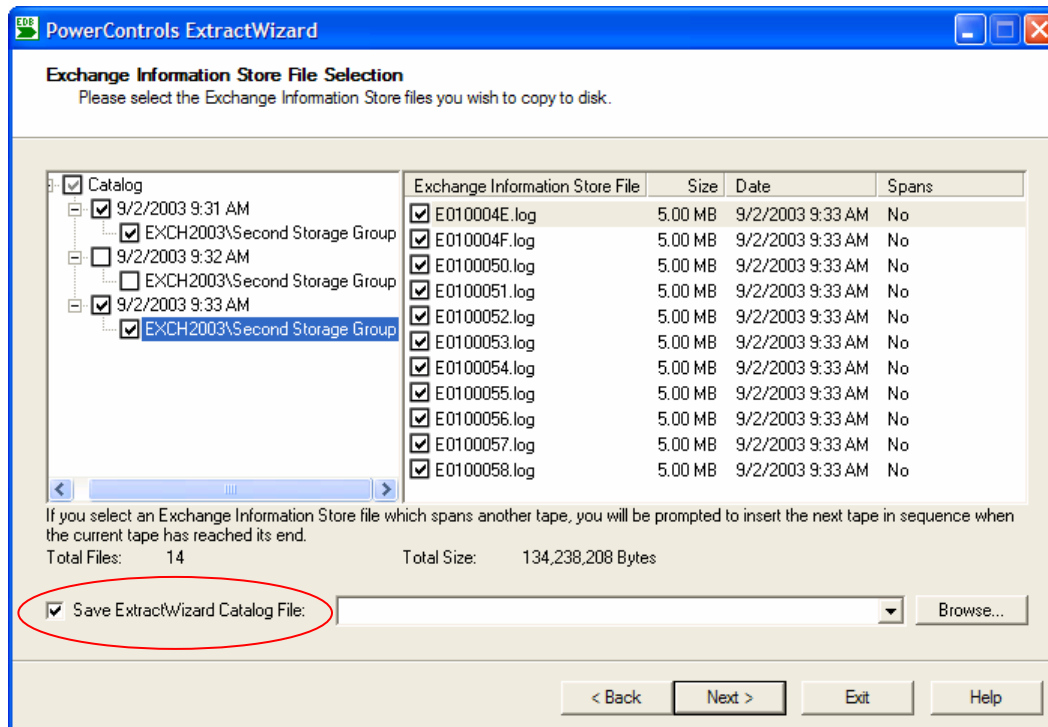 EDB
PowerControls ExtractWizard
Exchange Information Store File Selection
Please select the Exchange Information Store files you wish to copy to disk.
Catalog
9/2/2003 9:31 AM
EXCH2003\Second Storage Group
9/2/2003 9:32 AM
EXCH2003\Second Storage Group
9/2/2003 9:33 AM
EXCH2003\Second Storage Group
Exchange Information Store File Size Date Spans
E010004E.log 5.00 MB 9/2/2003 9:33 AM No
E010004F.log 5.00 MB 9/2/2003 9:33 AM No
E0100050.log 5.00 MB 9/2/2003 9:33 AM No
E0100051.log 5.00 MB 9/2/2003 9:33 AM No
E0100052.log 5.00 MB 9/2/2003 9:33 AM No
E0100053.log 5.00 MB 9/2/2003 9:33 AM No
E0100054.log 5.00 MB 9/2/2003 9:33 AM No
E0100055.log 5.00 MB 9/2/2003 9:33 AM No
E0100056.log 5.00 MB 9/2/2003 9:33 AM No
E0100057.log 5.00 MB 9/2/2003 9:33 AM No
E0100058.log 5.00 MB 9/2/2003 9:33 AM No
If you select an Exchange Information Store file which spans another tape, you will be prompted to insert the next tape in sequence when
the current tape has reached its end.
Total Files: 14 Total Size: 134,238,208 Bytes
Save ExtractWizard Catalog File: Browse...
< Back Next > Exit Help